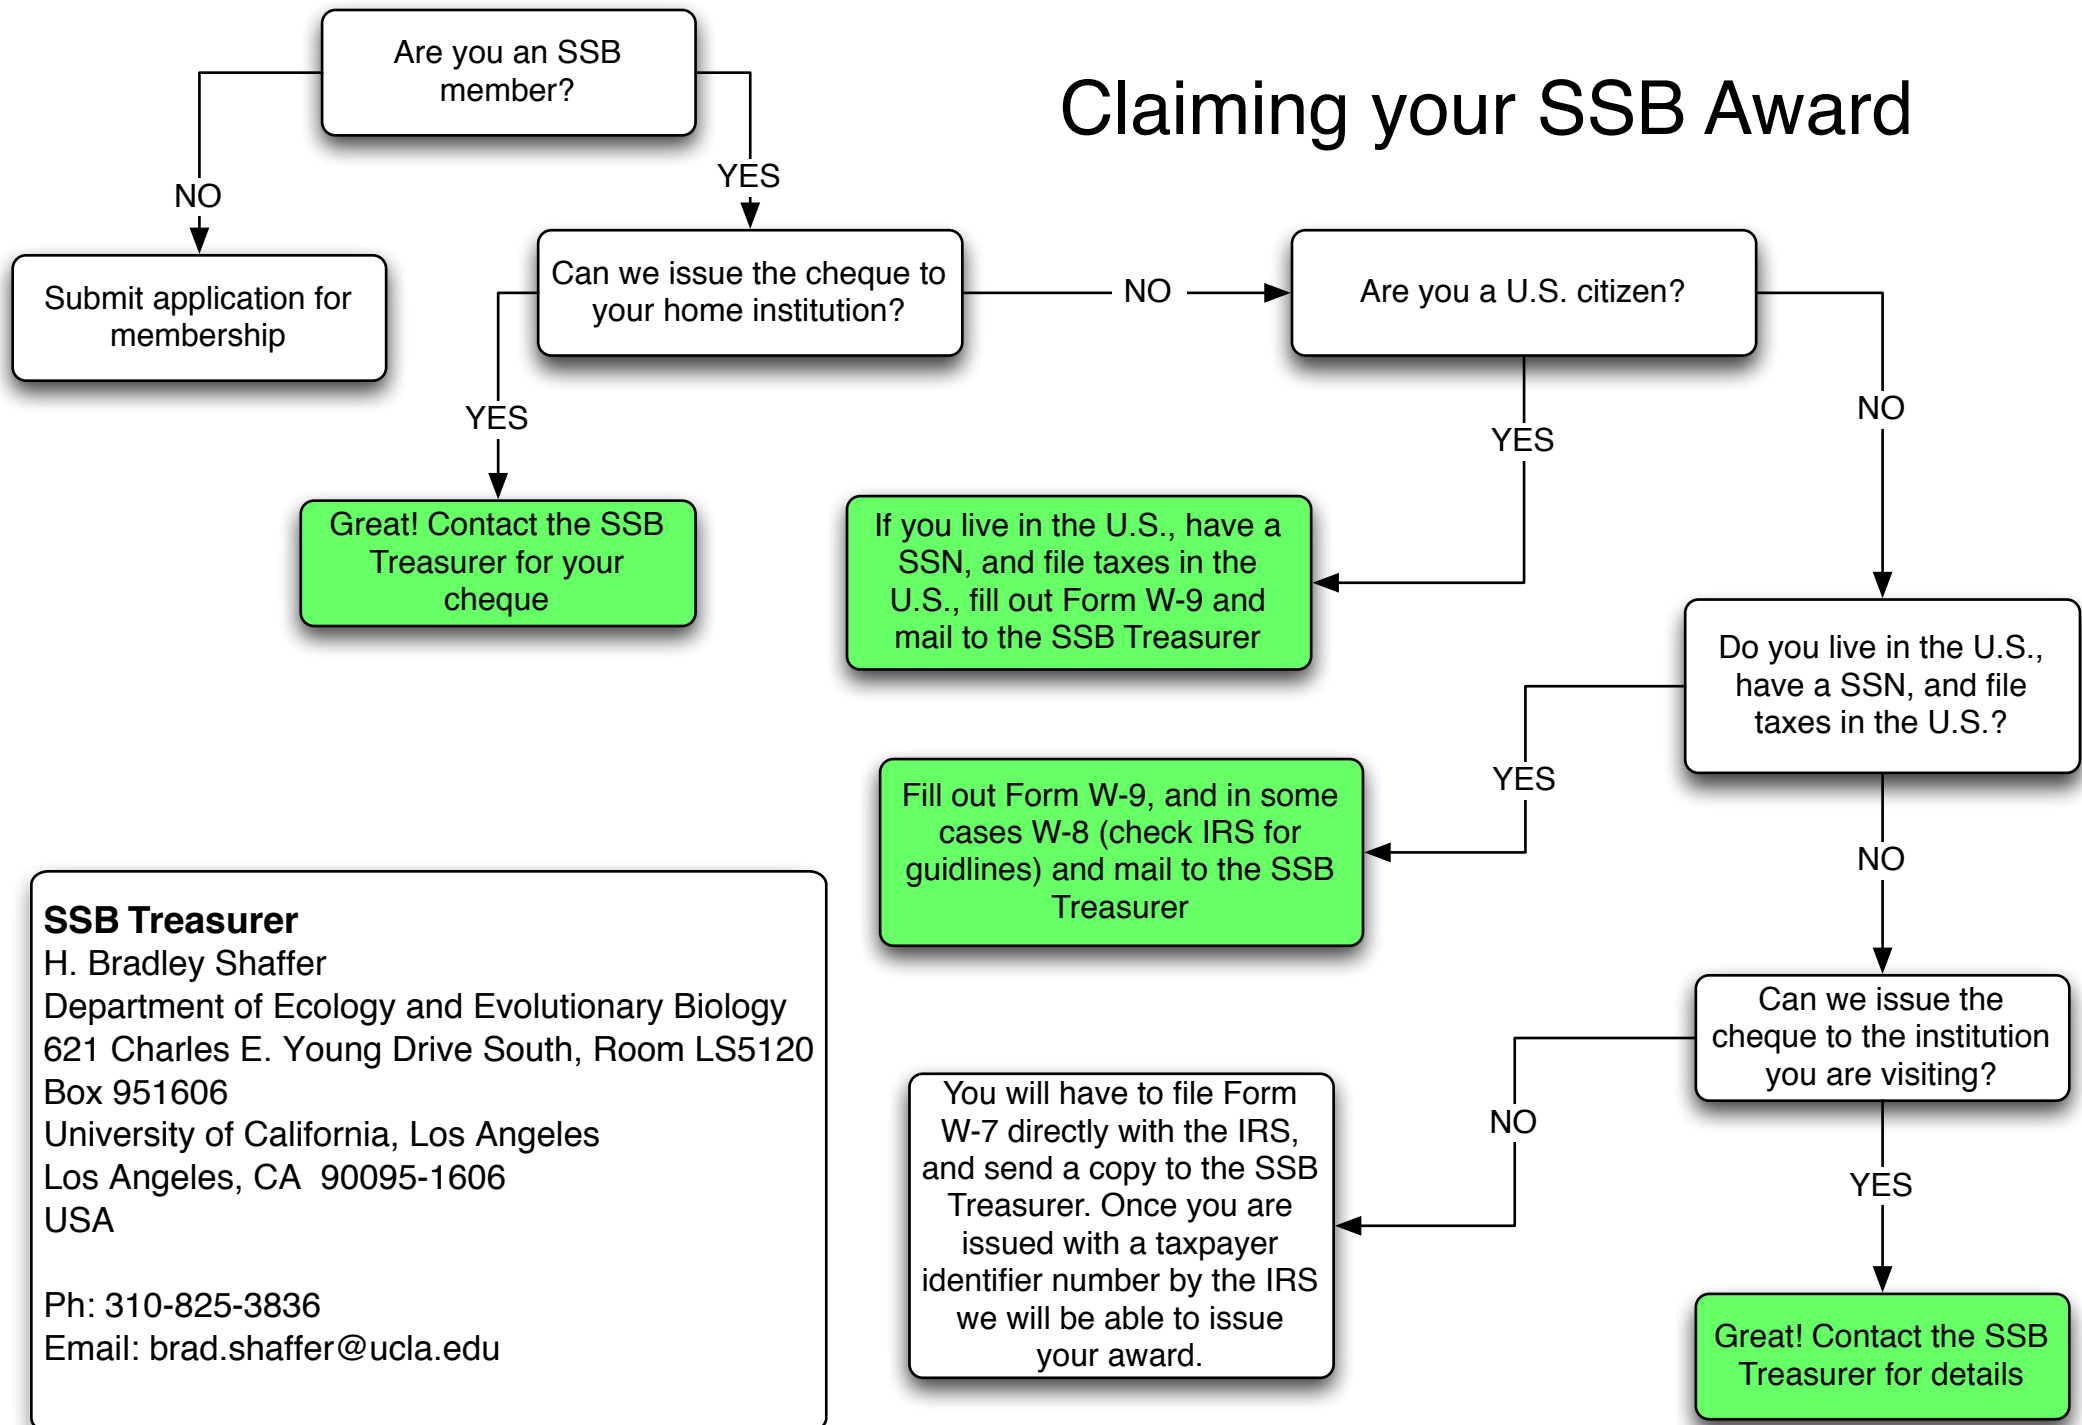 Claiming your SSB Award
Are you an SSB
member?
NO
YES
Submit application for
membership
Can we issue the cheque to
your home institution?
NO
Are you a U.S. citizen?
YES
Great! Contact the SSB
Treasurer for your
cheque
YES
NO
If you live in the U.S., have a
SSN, and file taxes in the
U.S., fill out Form W-9 and
mail to the SSB Treasurer
Do you live in the U.S.,
have a SSN, and file
taxes in the U.S.?
YES
NO
Fill out Form W-9, and in some
cases W-8 (check IRS for
guidlines) and mail to the SSB
Treasurer
Can we issue the
cheque to the institution
you are visiting?
NO
YES
You will have to file Form
W-7 directly with the IRS,
and send a copy to the SSB
Treasurer. Once you are
issued with a taxpayer
identifier number by the IRS
we will be able to issue
your award.
Great! Contact the SSB
Treasurer for details
SSB Treasurer
H. Bradley Shaffer
Department of Ecology and Evolutionary Biology
621 Charles E. Young Drive South, Room LS5120
Box 951606
University of California, Los Angeles
Los Angeles, CA  90095-1606
USA
Ph: 310-825-3836
Email: brad.shaffer@ucla.edu